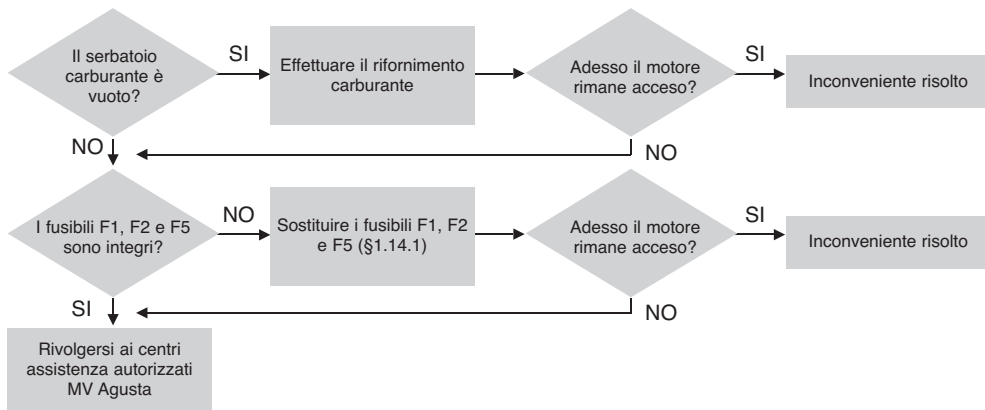 Il serbatoio
carburante è
vuoto?
SI
Effettuare il rifornimento
carburante
Adesso il motore
rimane acceso?
SI
Inconveniente risolto
NO
NO
I fusibili F1, F2 e F5
sono integri?
NO
Sostituire i fusibili F1, F2
e F5 (§1.14.1)
Adesso il motore
rimane acceso?
SI
Inconveniente risolto
SI
NO
Rivolgersi ai centri
assistenza autorizzati
MV Agusta